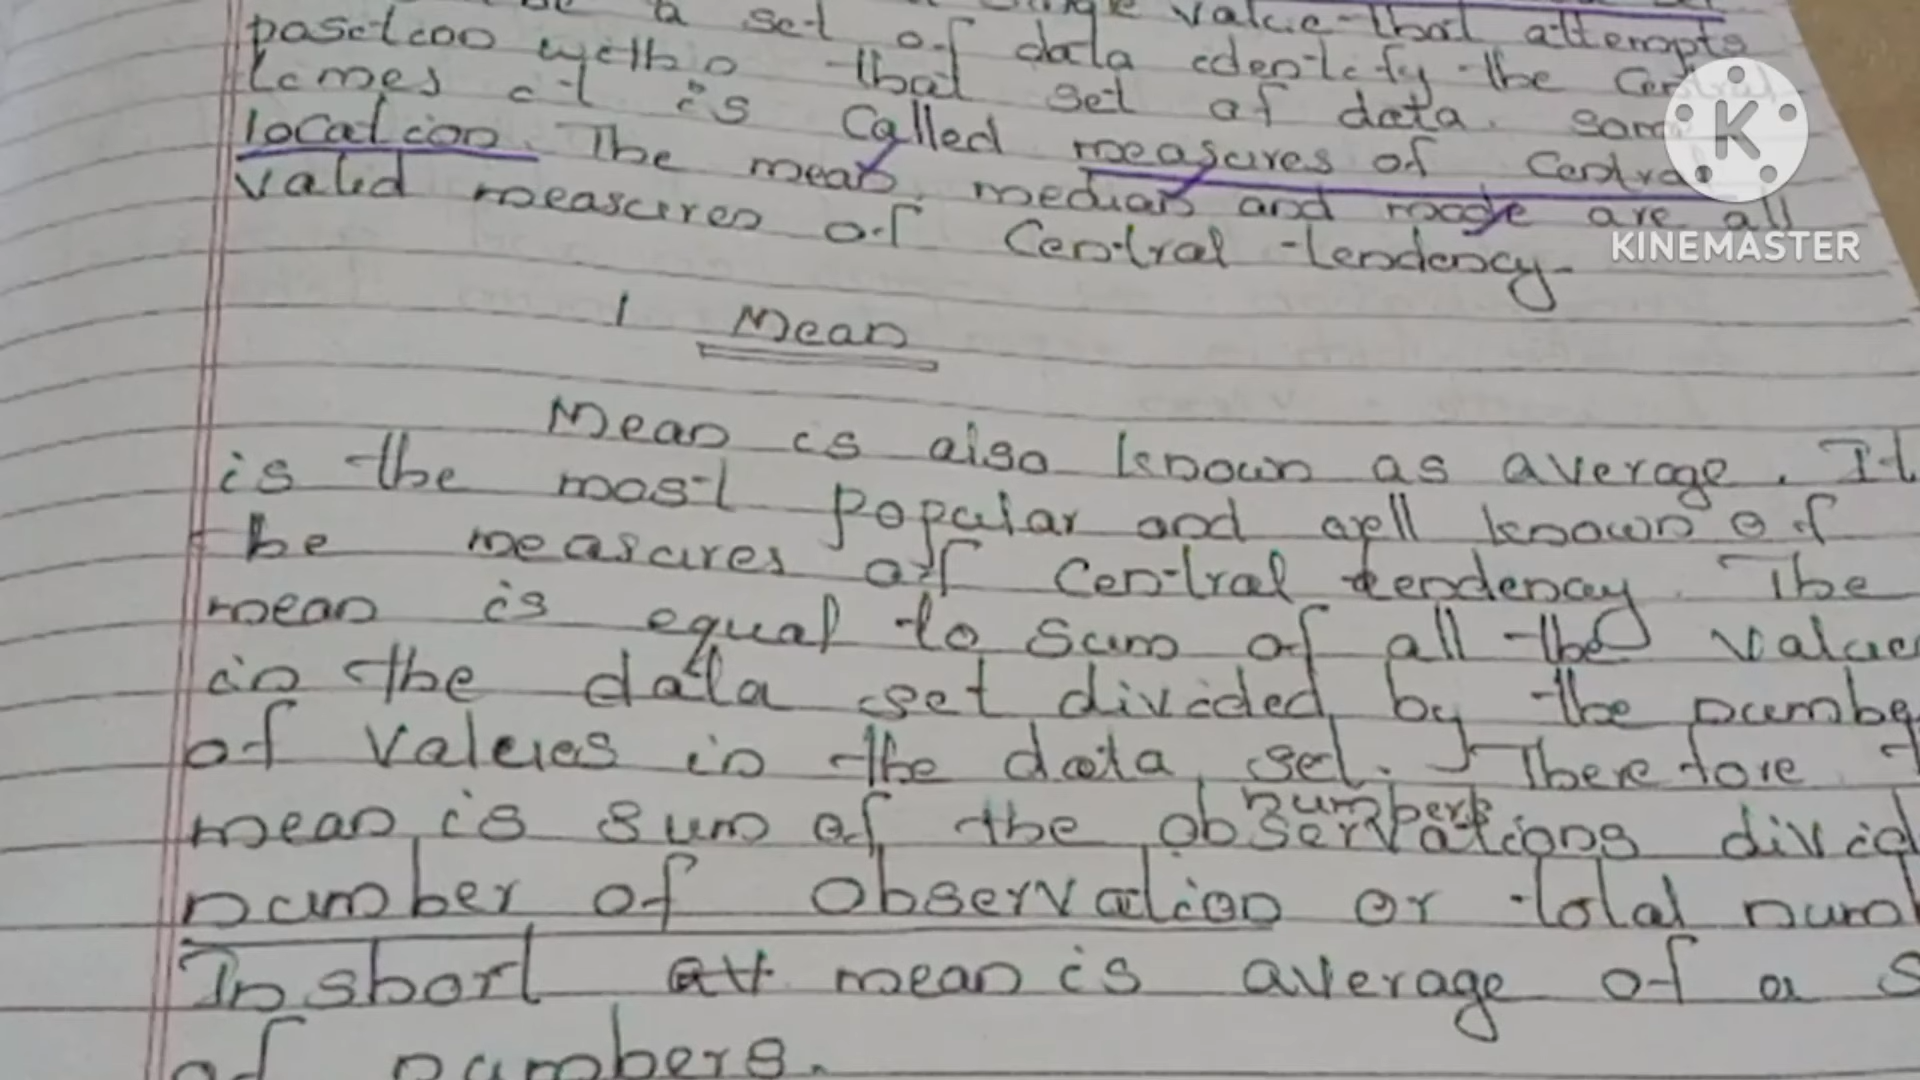 a set of data identify the Central
value that attempts
position within that set of data. Some
times it is Called measures of Central
location. The mean, median and mode are all
valid measures of Central tendency.
1 Mean
Mean is also known as average. It
is the most popular and well known of
be measures of Central tendency. The
mean is equal to sum of all the value
in the data set divided by the numbe
of values in the data set. Therefore
numbers
mean is sum of the observations divid
number of observation or total num
In short mean is average of a s
of numbers.
K
KINEMASTER